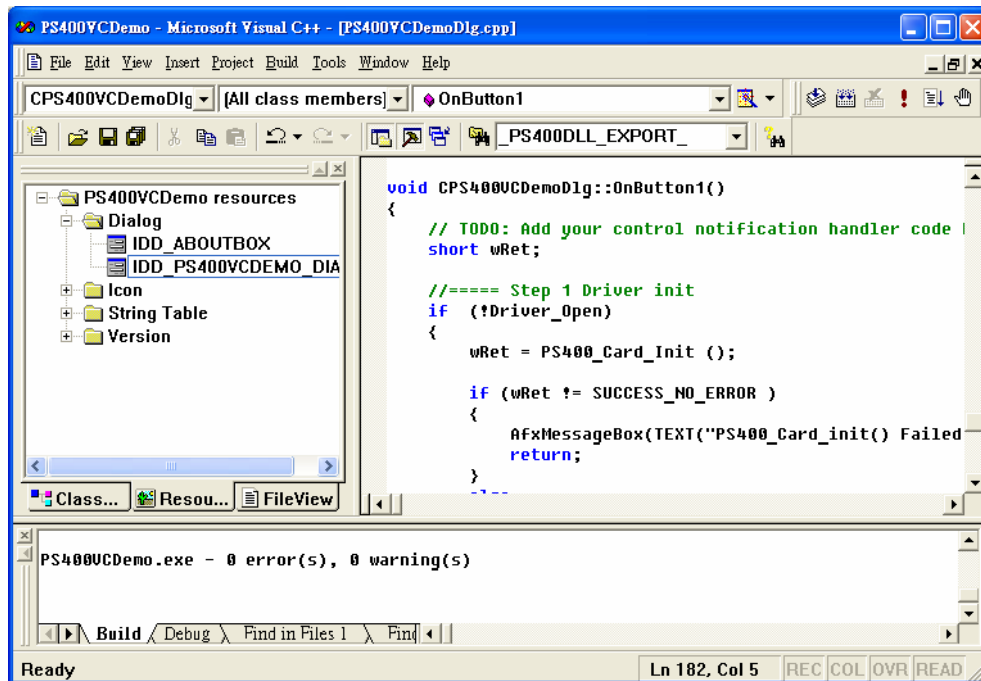 PS400VCDemo - Microsoft Visual C++ - [PS400VCDemoDlg.cpp]
File Edit View Insert Project Build Tools Window Help
CPS400VCDemoDlg [All class members] OnButton1
_PS400DLL_EXPORT_
PS400VCDemo resources
Dialog
IDD_ABOUTBOX
IDD_PS400VCDEMO_DIA
Icon
String Table
Version
Class... Resou... FileView
void CPS400VCDemoDlg::OnButton1()
{
// TODO: Add your control notification handler code
short wRet;
//===== Step 1 Driver init
if (!Driver_Open)
{
wRet = PS400_Card_Init ();
if (wRet != SUCCESS_NO_ERROR )
{
AfxMessageBox(TEXT("PS400_Card_init() Failed
return;
}
else
PS400VCDemo.exe - 0 error(s), 0 warning(s)
Build Debug Find in Files 1 Find
Ready Ln 182, Col 5 REC COL OVR READ